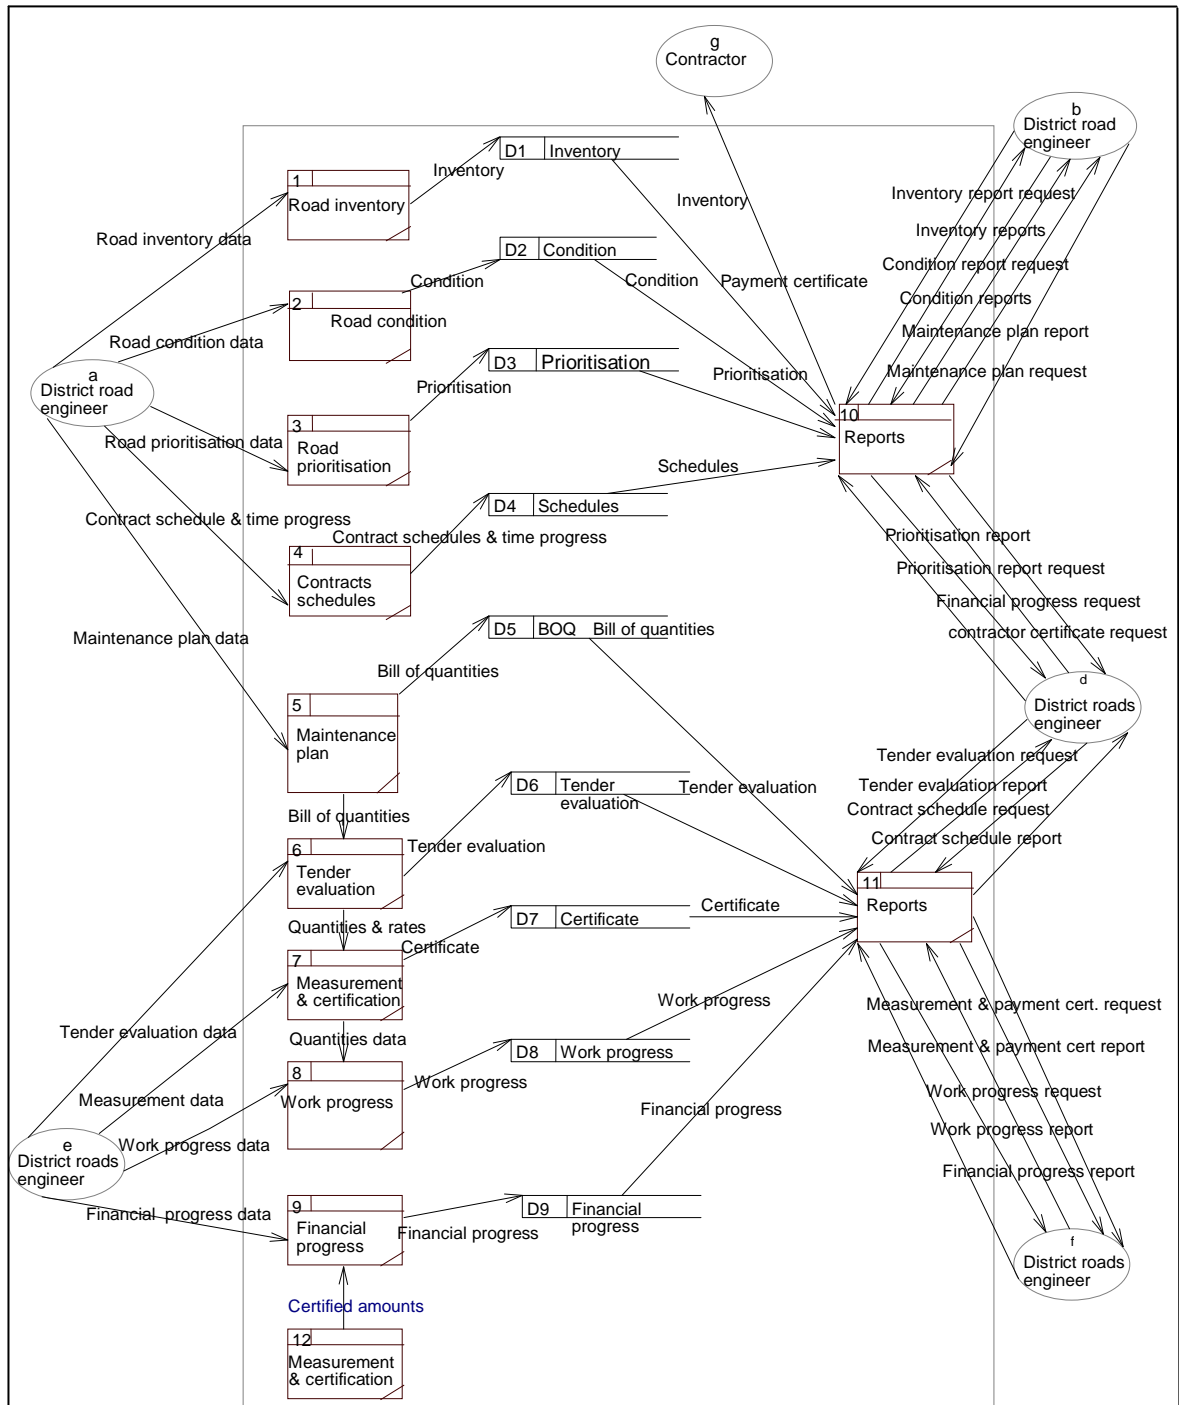 g
Contractor
b
District road
engineer
D1 Inventory
Inventory
1
Road inventory
Inventory
Inventory report request
Road inventory data
Inventory reports
D2 Condition
Condition report request
Condition
Condition
Payment certificate
Condition reports
2
Road condition
Maintenance plan report
Road condition data
D3 Prioritisation
Maintenance plan request
a
District road
engineer
Prioritisation
Prioritisation
10
Reports
3
Road
prioritisation
Road prioritisation data
Schedules
D4 Schedules
Contract schedule & time progress
Contract schedules & time progress
Prioritisation report
4
Contracts
schedules
Prioritisation report request
Financial progress request
Maintenance plan data
D5 BOQ Bill of quantities
contractor certificate request
Bill of quantities
d
District roads
engineer
5
Maintenance
plan
Tender evaluation request
D6 Tender
evaluation
Tender evaluation
Tender evaluation report
Contract schedule request
Bill of quantities
Contract schedule report
6
Tender
evaluation
Tender evaluation
11
Reports
D7 Certificate
Certificate
Quantities & rates
Certificate
7
Measurement
& certification
Work progress
Measurement & payment cert. request
Tender evaluation data
Quantities data
D8 Work progress
Measurement & payment cert report
8
Work progress
Work progress
Work progress request
Measurement data
Financial progress
Work progress report
e
District roads
engineer
Work progress data
Financial progress report
9
Financial
progress
D9 Financial
progress
Financial progress data
Financial progress
f
District roads
engineer
Certified amounts
12
Measurement
& certification